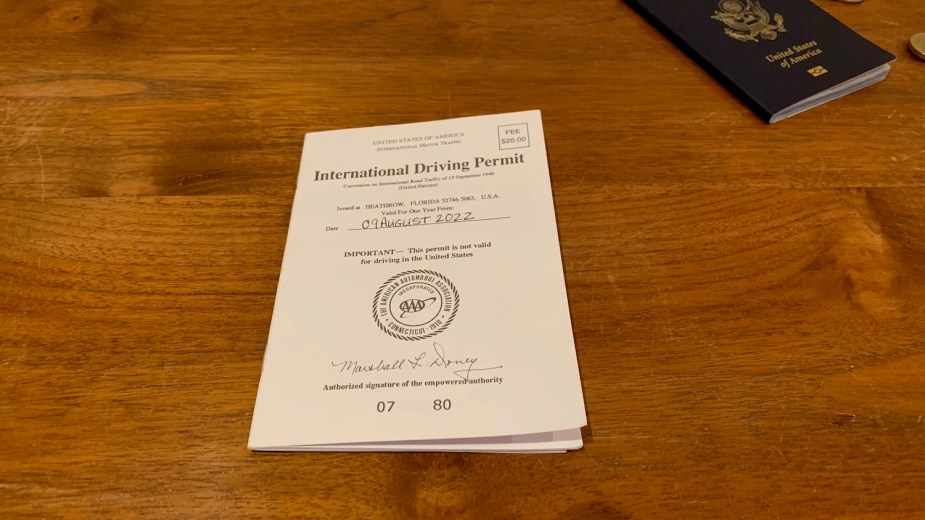 UNITED STATES OF AMERICA
INTERNATIONAL MOTOR TRAFFIC
FEE
$20.00
International Driving Permit
Convention on International Road Traffic of 19 September 1949
(United Nations)
Issued at HEATHROW, FLORIDA 32746-5063, U.S.A.
Valid For One Year From:
Date 09 AUGUST 2022
IMPORTANT— This permit is not valid
for driving in the United States
THE AMERICAN AUTOMOBILE ASSOCIATION
INCORPORATED
AAA
CONNECTICUT-1910
Marshall L. Doney
Authorized signature of the empowered authority
07 80
United States
of America